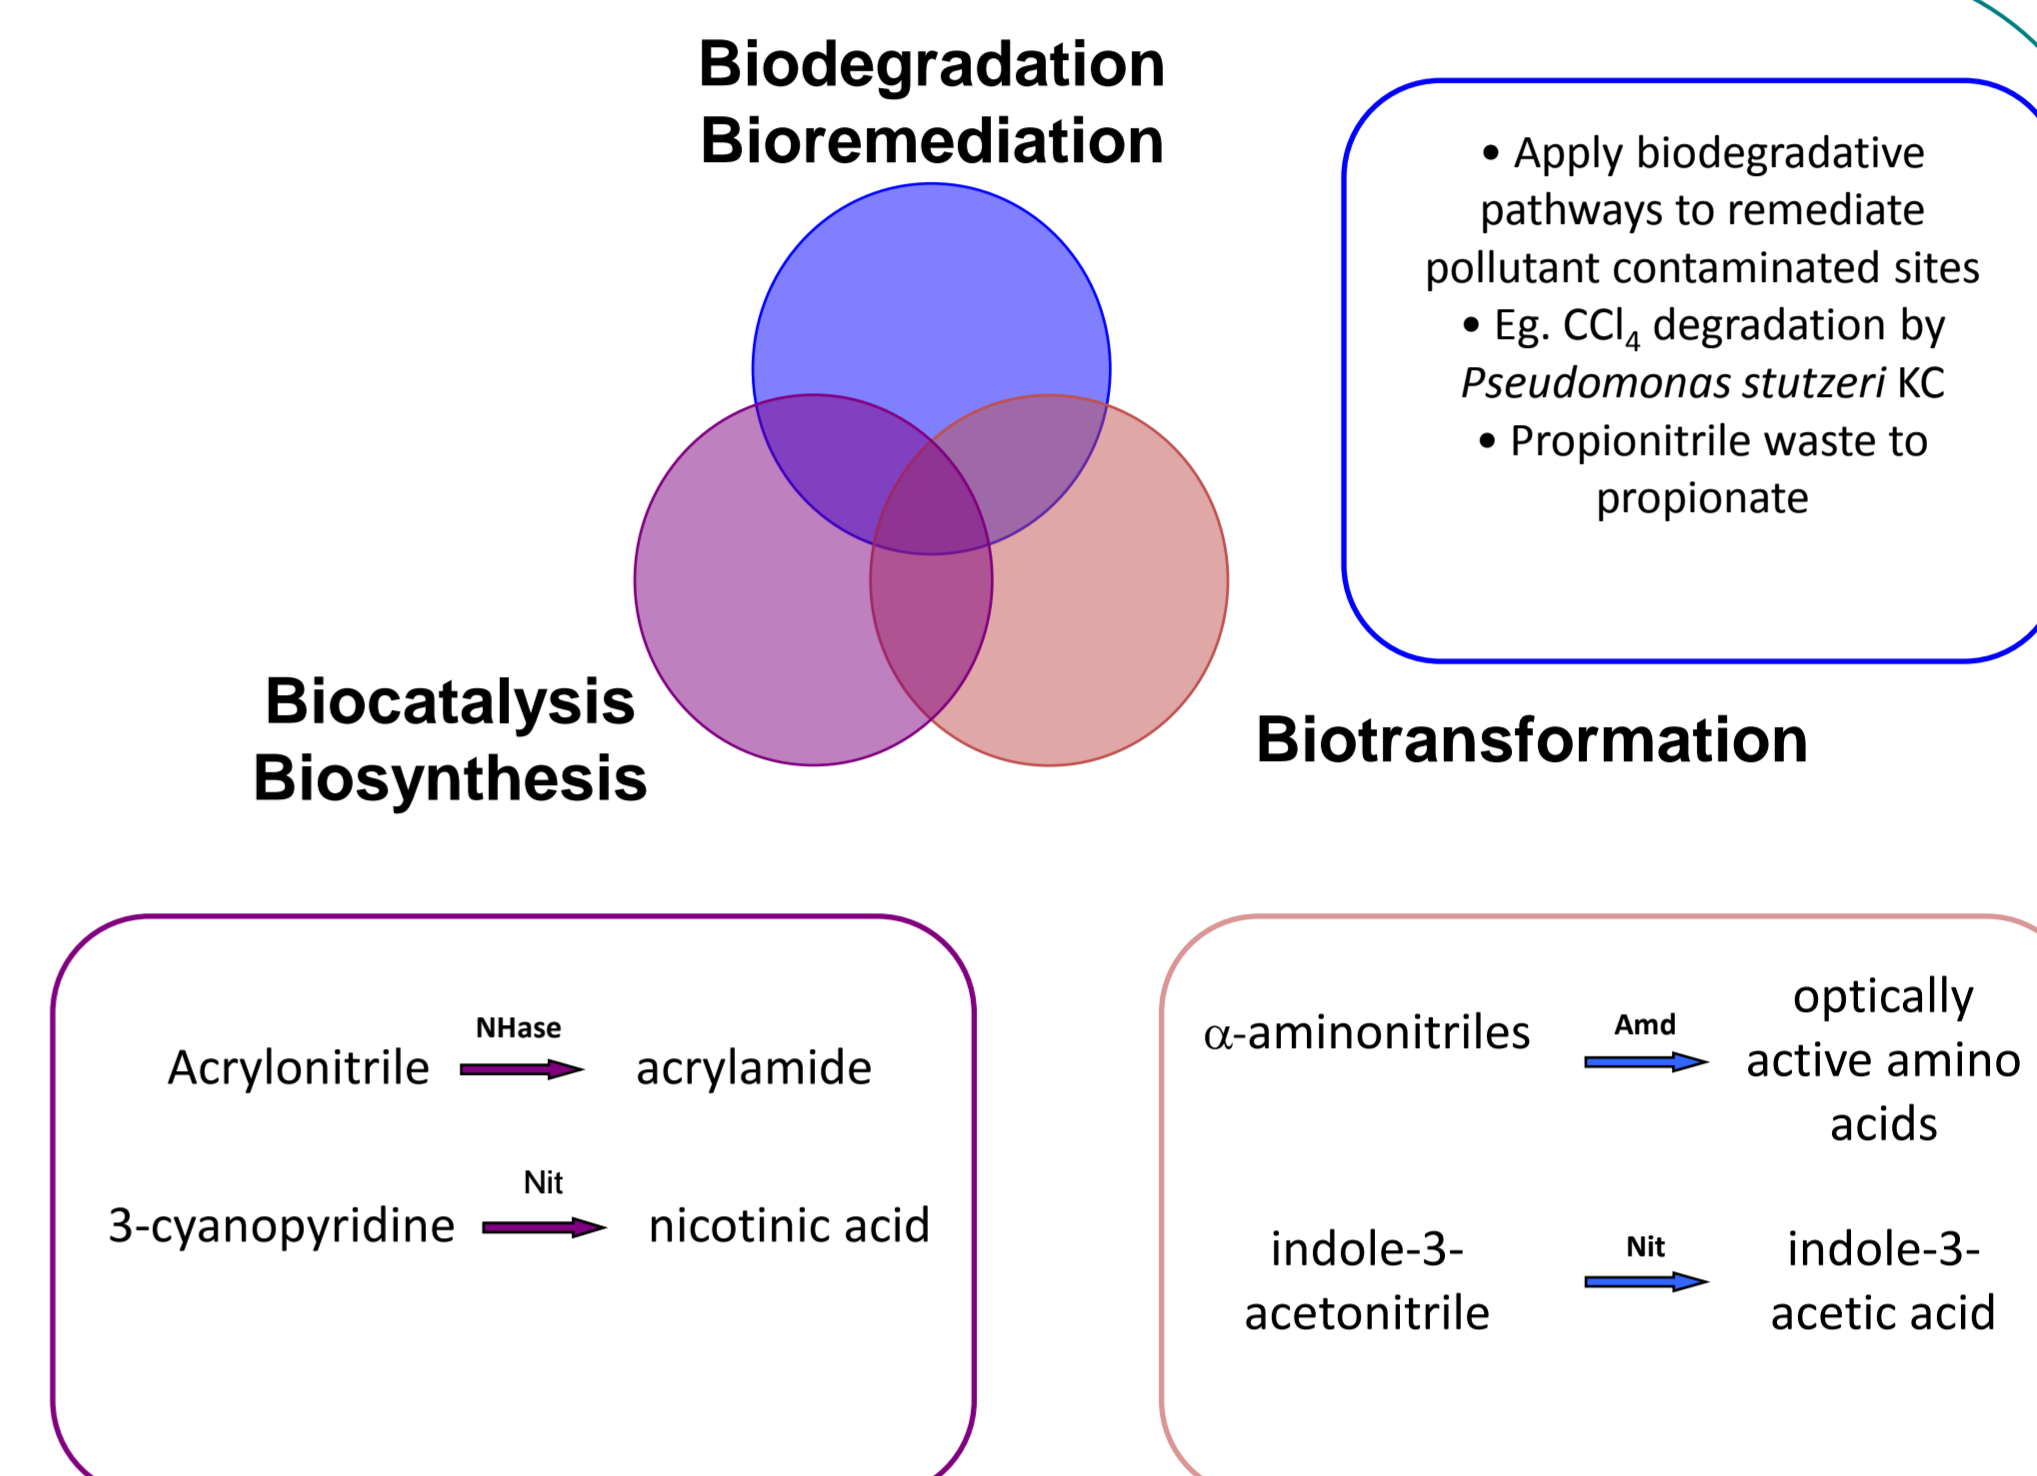 Biodegradation
Bioremediation
• Apply biodegradative
pathways to remediate
pollutant contaminated sites
• Eg. CCl₄ degradation by
Pseudomonas stutzeri KC
• Propionitrile waste to
propionate
Biocatalysis
Biosynthesis
Biotransformation
NHase
Acrylonitrile acrylamide
Nit
3-cyanopyridine nicotinic acid
α-aminonitriles
Amd
optically
active amino
acids
indole-3-
acetonitrile
Nit
indole-3-
acetic acid